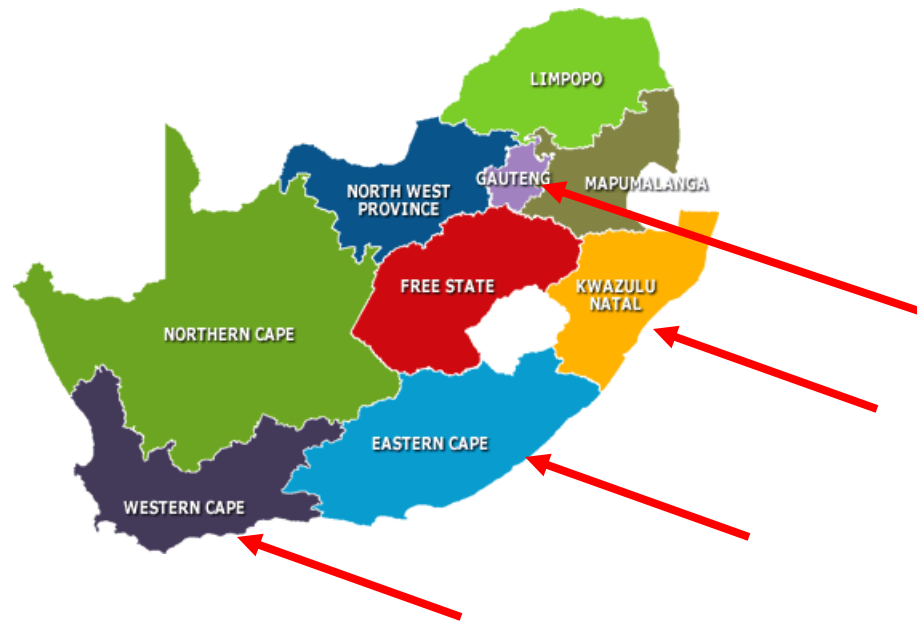 LIMPOPO
GAUTENG
MAPUMALANGA
NORTH WEST
PROVINCE
FREE STATE
KWAZULU
NATAL
NORTHERN CAPE
EASTERN CAPE
WESTERN CAPE